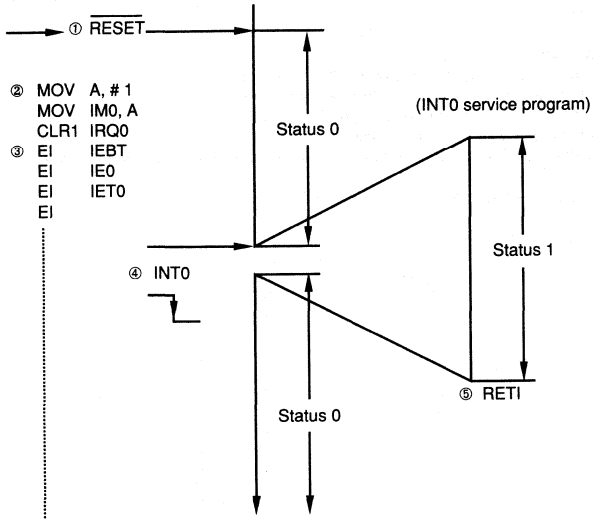 ① RESET
② MOV A, # 1
MOV IM0, A
CLR1 IRQ0
③ EI IEBT
EI IE0
EI IET0
EI
Status 0
(INT0 service program)
Status 1
④ INT0
Status 0
⑤ RETI